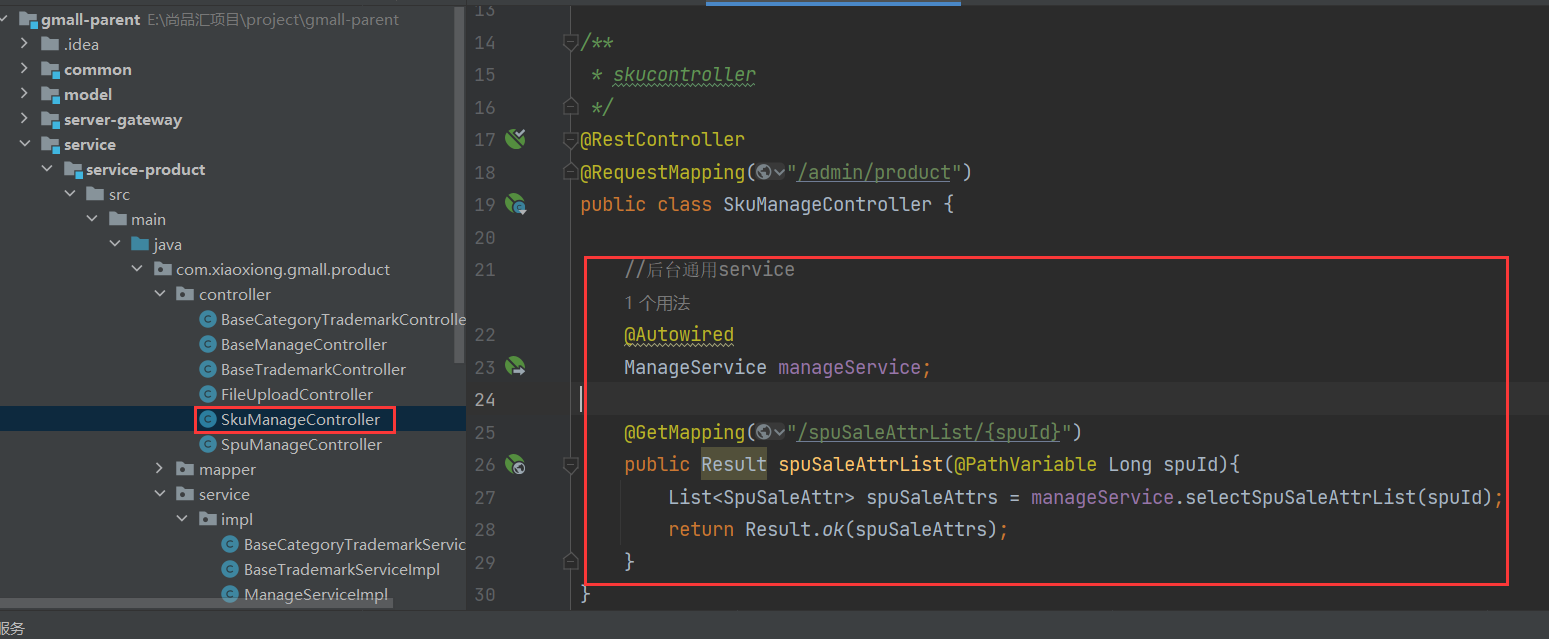 gmall-parent E:\尚品汇项目\project\gmall-parent
.idea
common
model
server-gateway
service
service-product
src
main
java
com.xiaoxiong.gmall.product
controller
BaseCategoryTrademarkControlle
BaseManageController
BaseTrademarkController
FileUploadController
SkuManageController
SpuManageController
mapper
service
impl
BaseCategoryTrademarkServic
BaseTrademarkServiceImpl
ManageServiceImpl
服务
13
14 /**
15 * skucontroller
16 */
17 @RestController
18 @RequestMapping("/admin/product")
19 public class SkuManageController {
20
21 //后台通用service
1 个用法
22 @Autowired
23 ManageService manageService;
24
25 @GetMapping("/spuSaleAttrList/{spuId}")
26 public Result spuSaleAttrList(@PathVariable Long spuId){
27 List<SpuSaleAttr> spuSaleAttrs = manageService.selectSpuSaleAttrList(spuId);
28 return Result.ok(spuSaleAttrs);
29 }
30 }